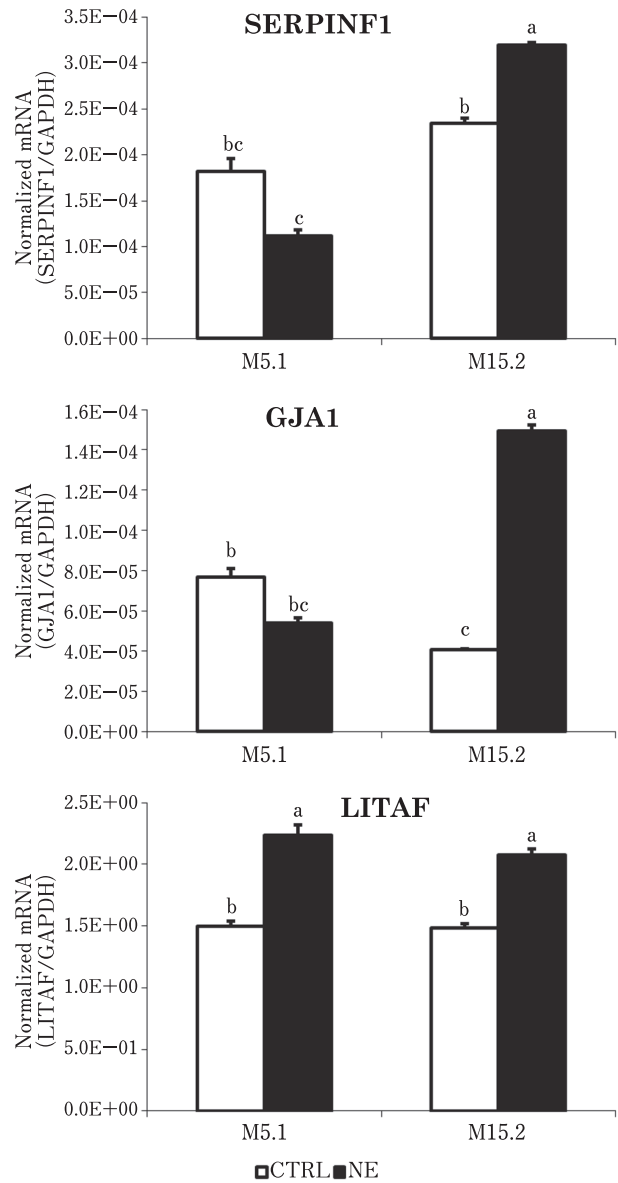 SERPINF1
Normalized mRNA
(SERPINF1/GAPDH)
3.5E−04
3.0E−04
2.5E−04
2.0E−04
1.5E−04
1.0E−04
5.0E−05
0.0E+00
bc
c
b
a
M5.1
M15.2
GJA1
Normalized mRNA
(GJA1/GAPDH)
1.6E−04
1.4E−04
1.2E−04
1.0E−04
8.0E−05
6.0E−05
4.0E−05
2.0E−05
0.0E+00
b
bc
c
a
M5.1
M15.2
LITAF
Normalized mRNA
(LITAF/GAPDH)
2.5E+00
2.0E+00
1.5E+00
1.0E+00
5.0E−01
0.0E+00
b
a
b
a
M5.1
M15.2
CTRL NE